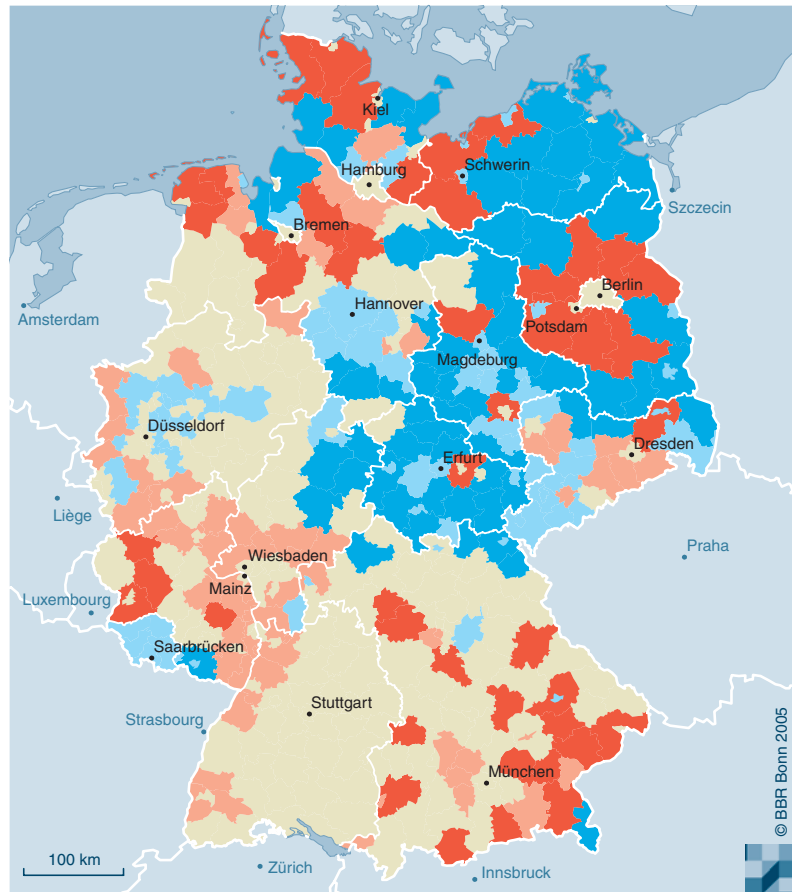 Kiel
Schwerin
Hamburg
Szczecin
Bremen
Berlin
Hannover
Amsterdam
Potsdam
Magdeburg
Düsseldorf
Dresden
Erfurt
Liège
Praha
Wiesbaden
Mainz
Luxembourg
Saarbrücken
Stuttgart
Strasbourg
München
© BBR Bonn 2005
100 km
Zürich
Innsbruck